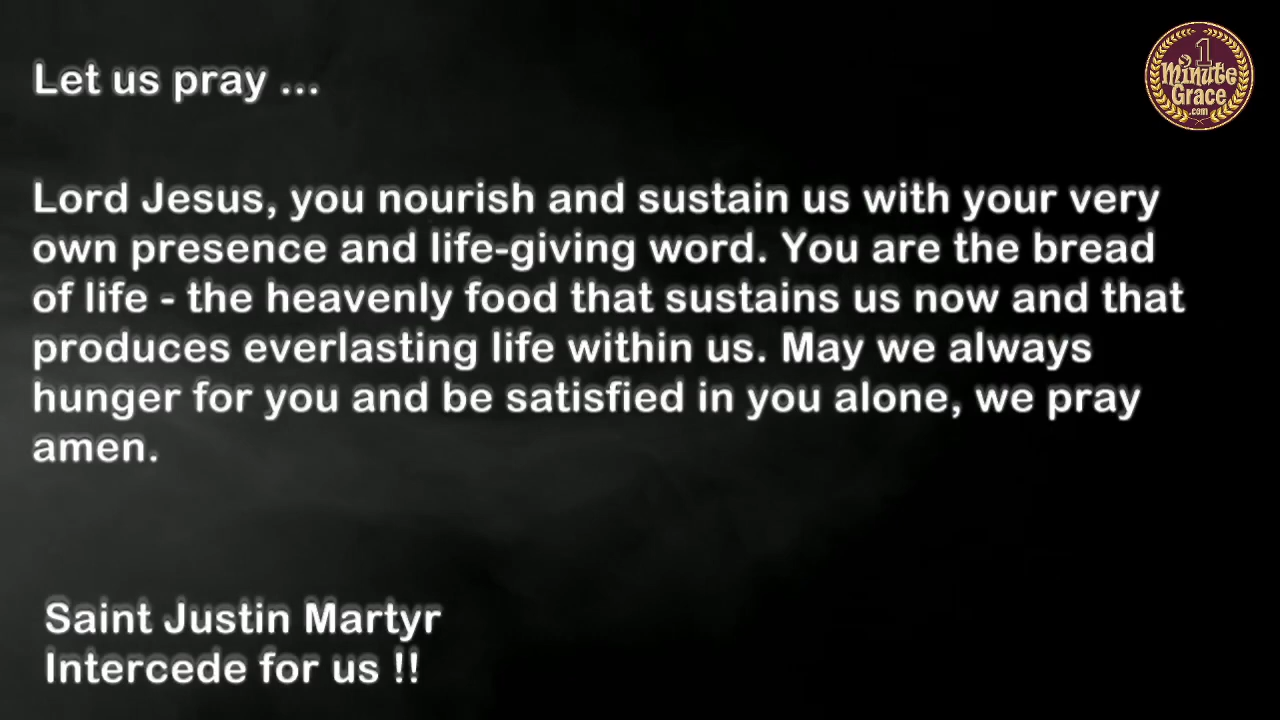 Let us pray ...
1
Minute
Grace
.com
Lord Jesus, you nourish and sustain us with your very
own presence and life-giving word. You are the bread
of life - the heavenly food that sustains us now and that
produces everlasting life within us. May we always
hunger for you and be satisfied in you alone, we pray
amen.
Saint Justin Martyr
Intercede for us !!